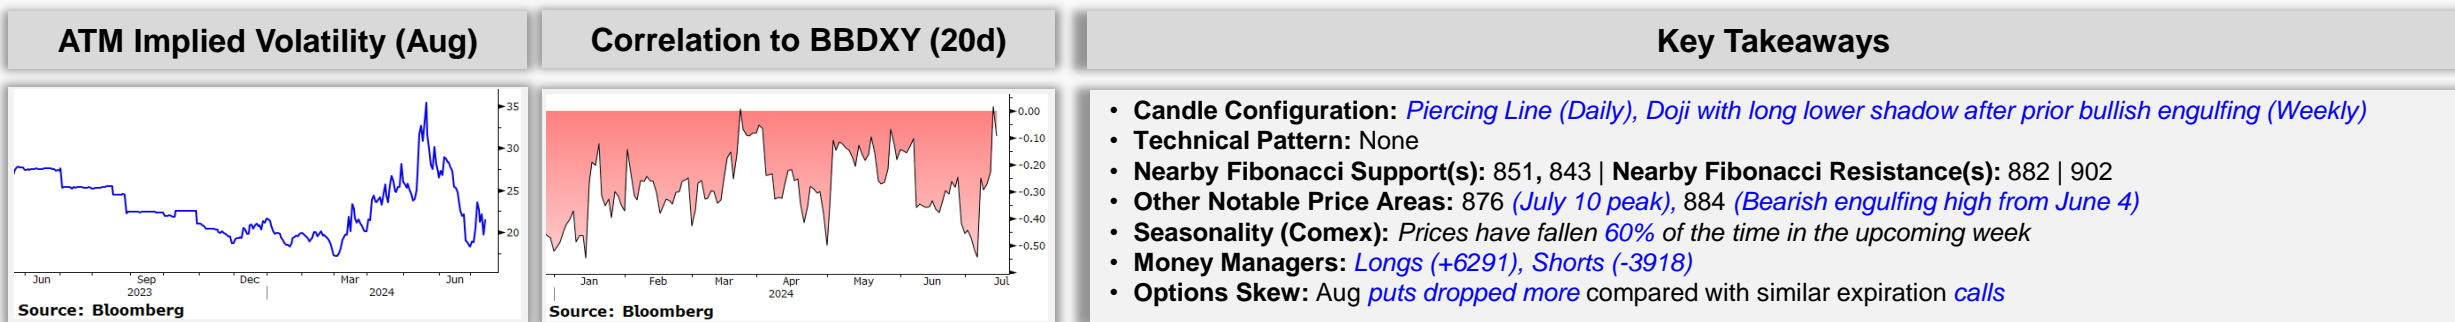 ATM Implied Volatility (Aug)
35
30
25
20
Jun Sep Dec Mar Jun
2023 2024
Source: Bloomberg
Correlation to BBDXY (20d)
0.00
-0.10
-0.20
-0.30
-0.40
-0.50
Jan Feb Mar Apr May Jun Jul
2024
Source: Bloomberg
Key Takeaways
• Candle Configuration: Piercing Line (Daily), Doji with long lower shadow after prior bullish engulfing (Weekly)
• Technical Pattern: None
• Nearby Fibonacci Support(s): 851, 843 | Nearby Fibonacci Resistance(s): 882 | 902
• Other Notable Price Areas: 876 (July 10 peak), 884 (Bearish engulfing high from June 4)
• Seasonality (Comex): Prices have fallen 60% of the time in the upcoming week
• Money Managers: Longs (+6291), Shorts (-3918)
• Options Skew: Aug puts dropped more compared with similar expiration calls